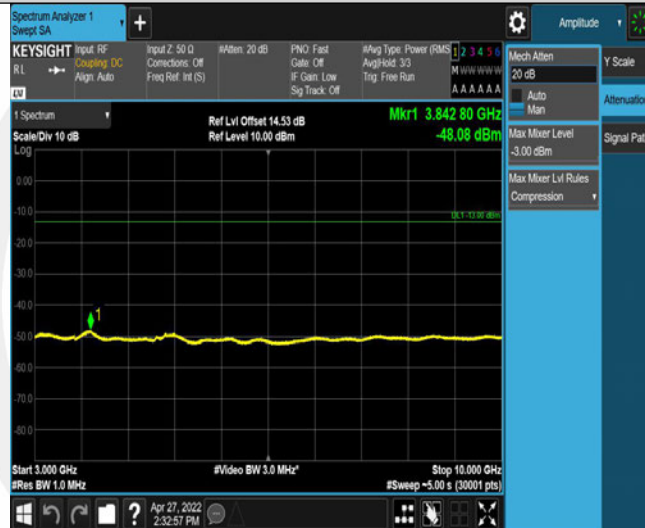 Spectrum Analyzer 1
Swept SA
Amplitude
KEYSIGHT
RL
Input: RF
Coupling: DC
Align: Auto
Input Z: 50 Ω
Corrections: Off
Freq Ref: Int (S)
#Atten: 20 dB
PNO: Fast
Gate: Off
IF Gain: Low
Sig Track: Off
#Avg Type: Power (RMS
Avg|Hold: 3/3
Trig: Free Run
1 2 3 4 5 6
M W W W W W
A A A A A A
Mech Atten
20 dB
Auto
Man
Max Mixer Level
-3.00 dBm
Max Mixer Lvl Rules
Compression
Y Scale
Attenuation
Signal Pat
1 Spectrum
Scale/Div 10 dB
Log
Ref Lvl Offset 14.53 dB
Ref Level 10.00 dBm
Mkr1 3.842 80 GHz
-48.08 dBm
0.00
-10.0
DL1 -13.00 dBm
-20.0
-30.0
-40.0
1
-50.0
-60.0
-70.0
-80.0
Start 3.000 GHz
#Res BW 1.0 MHz
#Video BW 3.0 MHz*
Stop 10.000 GHz
#Sweep ~5.00 s (30001 pts)
?
Apr 27, 2022
2:32:57 PM